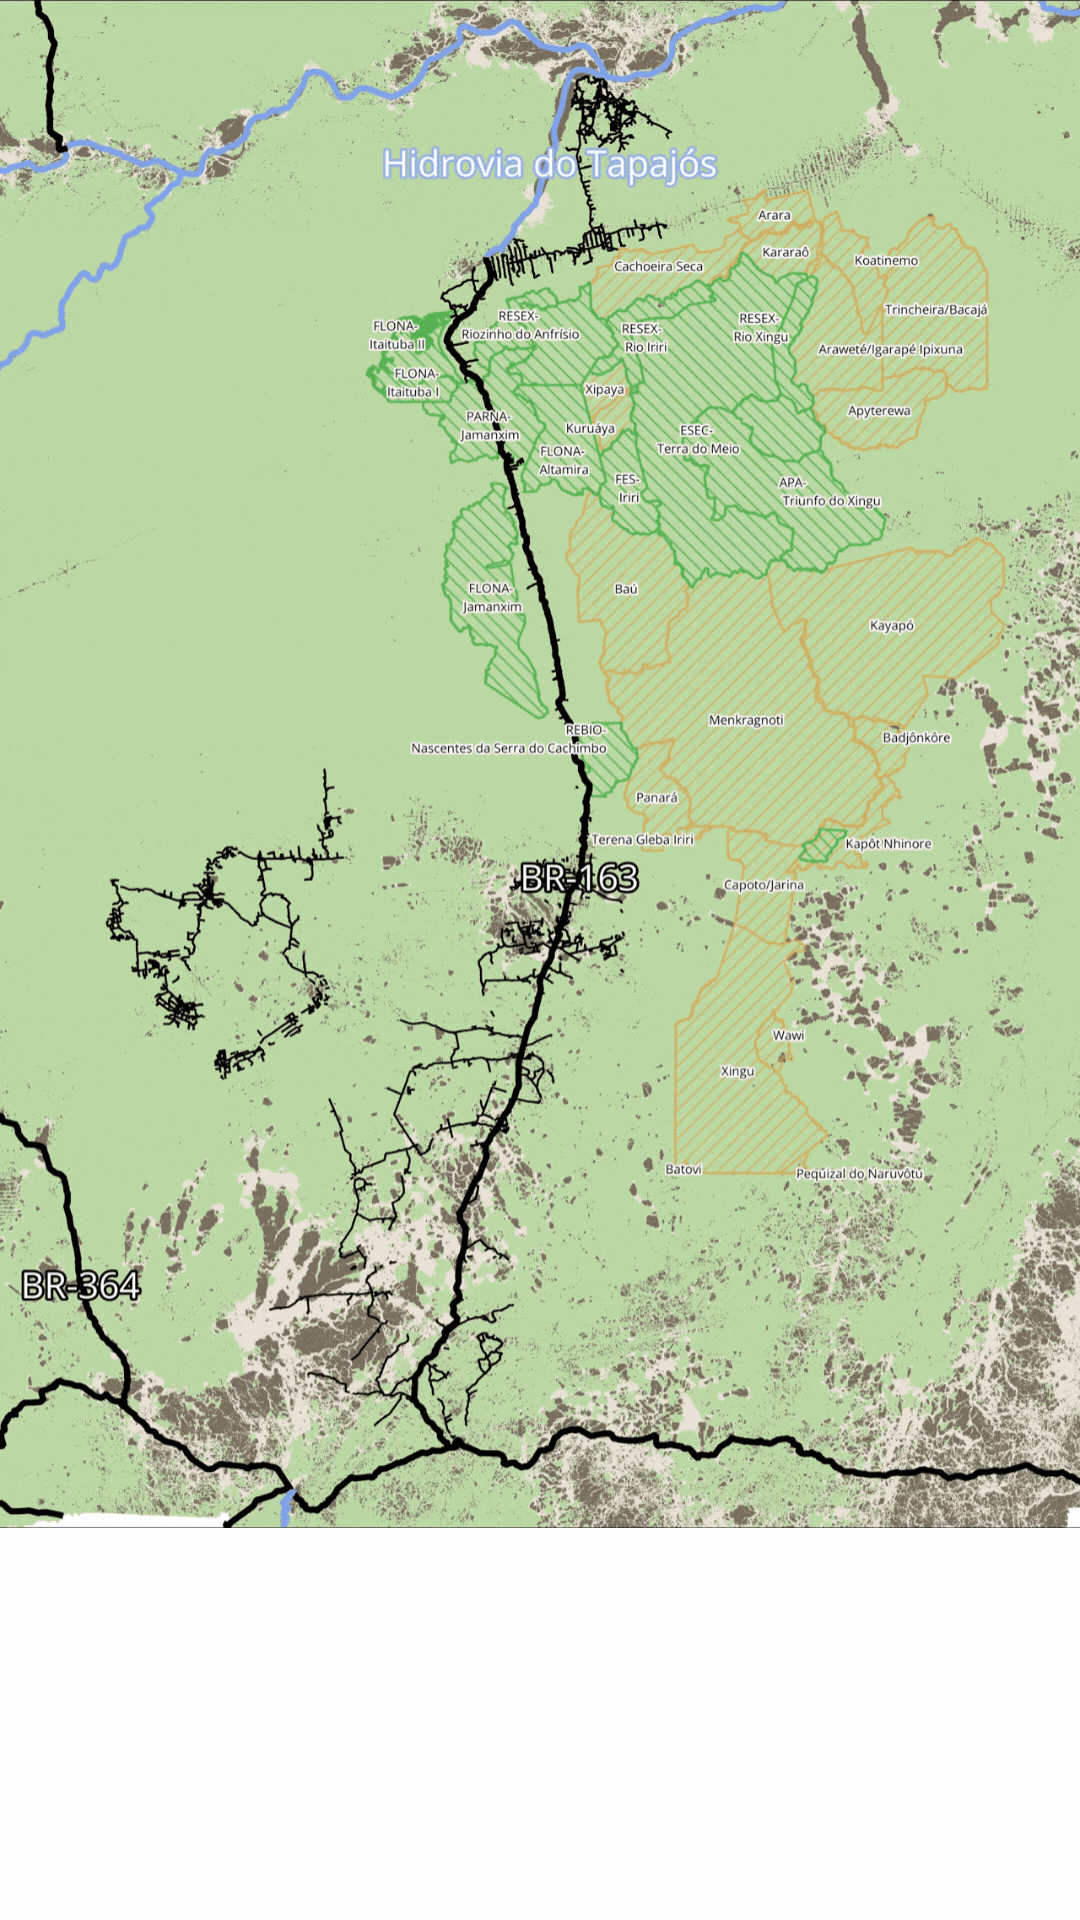 Hidrovia do Tapajós
Arara
Kararaô
Cachoeira Seca
Koatinemo
Trincheira/Bacajá
RESEX-
Riozinho do Anfrísio
RESEX-
Rio Iriri
RESEX-
Rio Xingu
FLONA-
Itaituba II
Araweté/Igarapé Ipixuna
FLONA-
Itaituba I
Xipaya
Apyterewa
PARNA-
Jamanxim
Kuruáya
ESEC-
Terra do Meio
FLONA-
Altamira
FES-
Iriri
APA-
Triunfo do Xingu
FLONA-
Jamanxim
Baú
Kayapó
Menkragnoti
REBIO-
Nascentes da Serra do Cachimbo
Badjônkôre
Panará
Terena Gleba Iriri
Kapôt Nhinore
BR-163
Capoto/Jarina
Wawi
Xingu
Batovi
Pequizal do Naruvôtu
BR-364